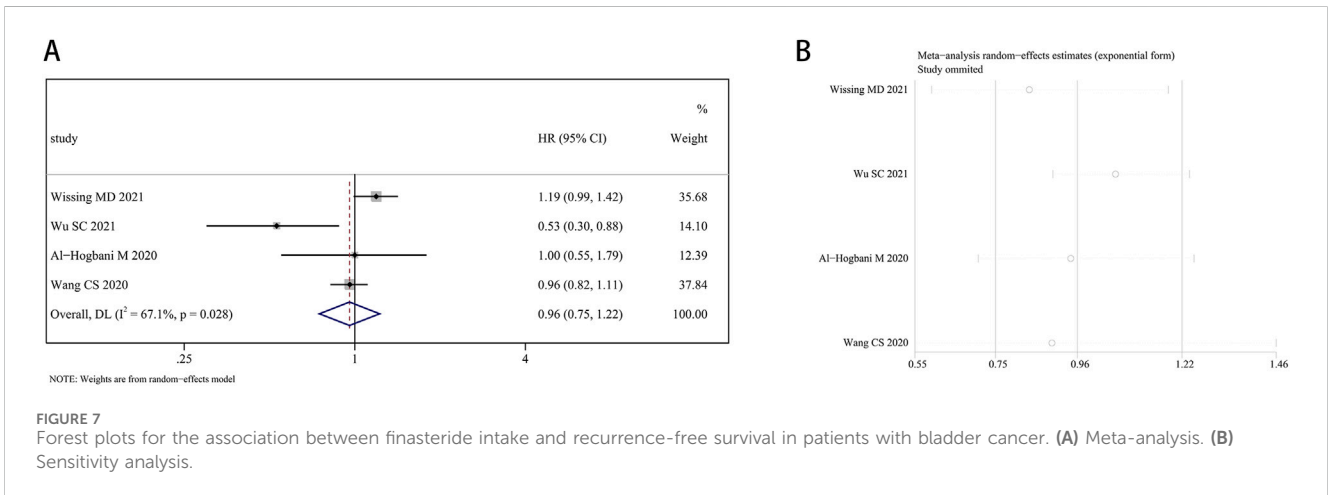 A
%
study HR (95% CI) Weight
Wissing MD 2021 1.19 (0.99, 1.42) 35.68
Wu SC 2021 0.53 (0.30, 0.88) 14.10
Al−Hogbani M 2020 1.00 (0.55, 1.79) 12.39
Wang CS 2020 0.96 (0.82, 1.11) 37.84
Overall, DL (I² = 67.1%, p = 0.028) 0.96 (0.75, 1.22) 100.00
.25 1 4
NOTE: Weights are from random−effects model
B
Meta−analysis random−effects estimates (exponential form)
Study ommited
Wissing MD 2021
Wu SC 2021
Al−Hogbani M 2020
Wang CS 2020
0.55 0.75 0.96 1.22 1.46
FIGURE 7
Forest plots for the association between finasteride intake and recurrence-free survival in patients with bladder cancer. (A) Meta-analysis. (B)
Sensitivity analysis.